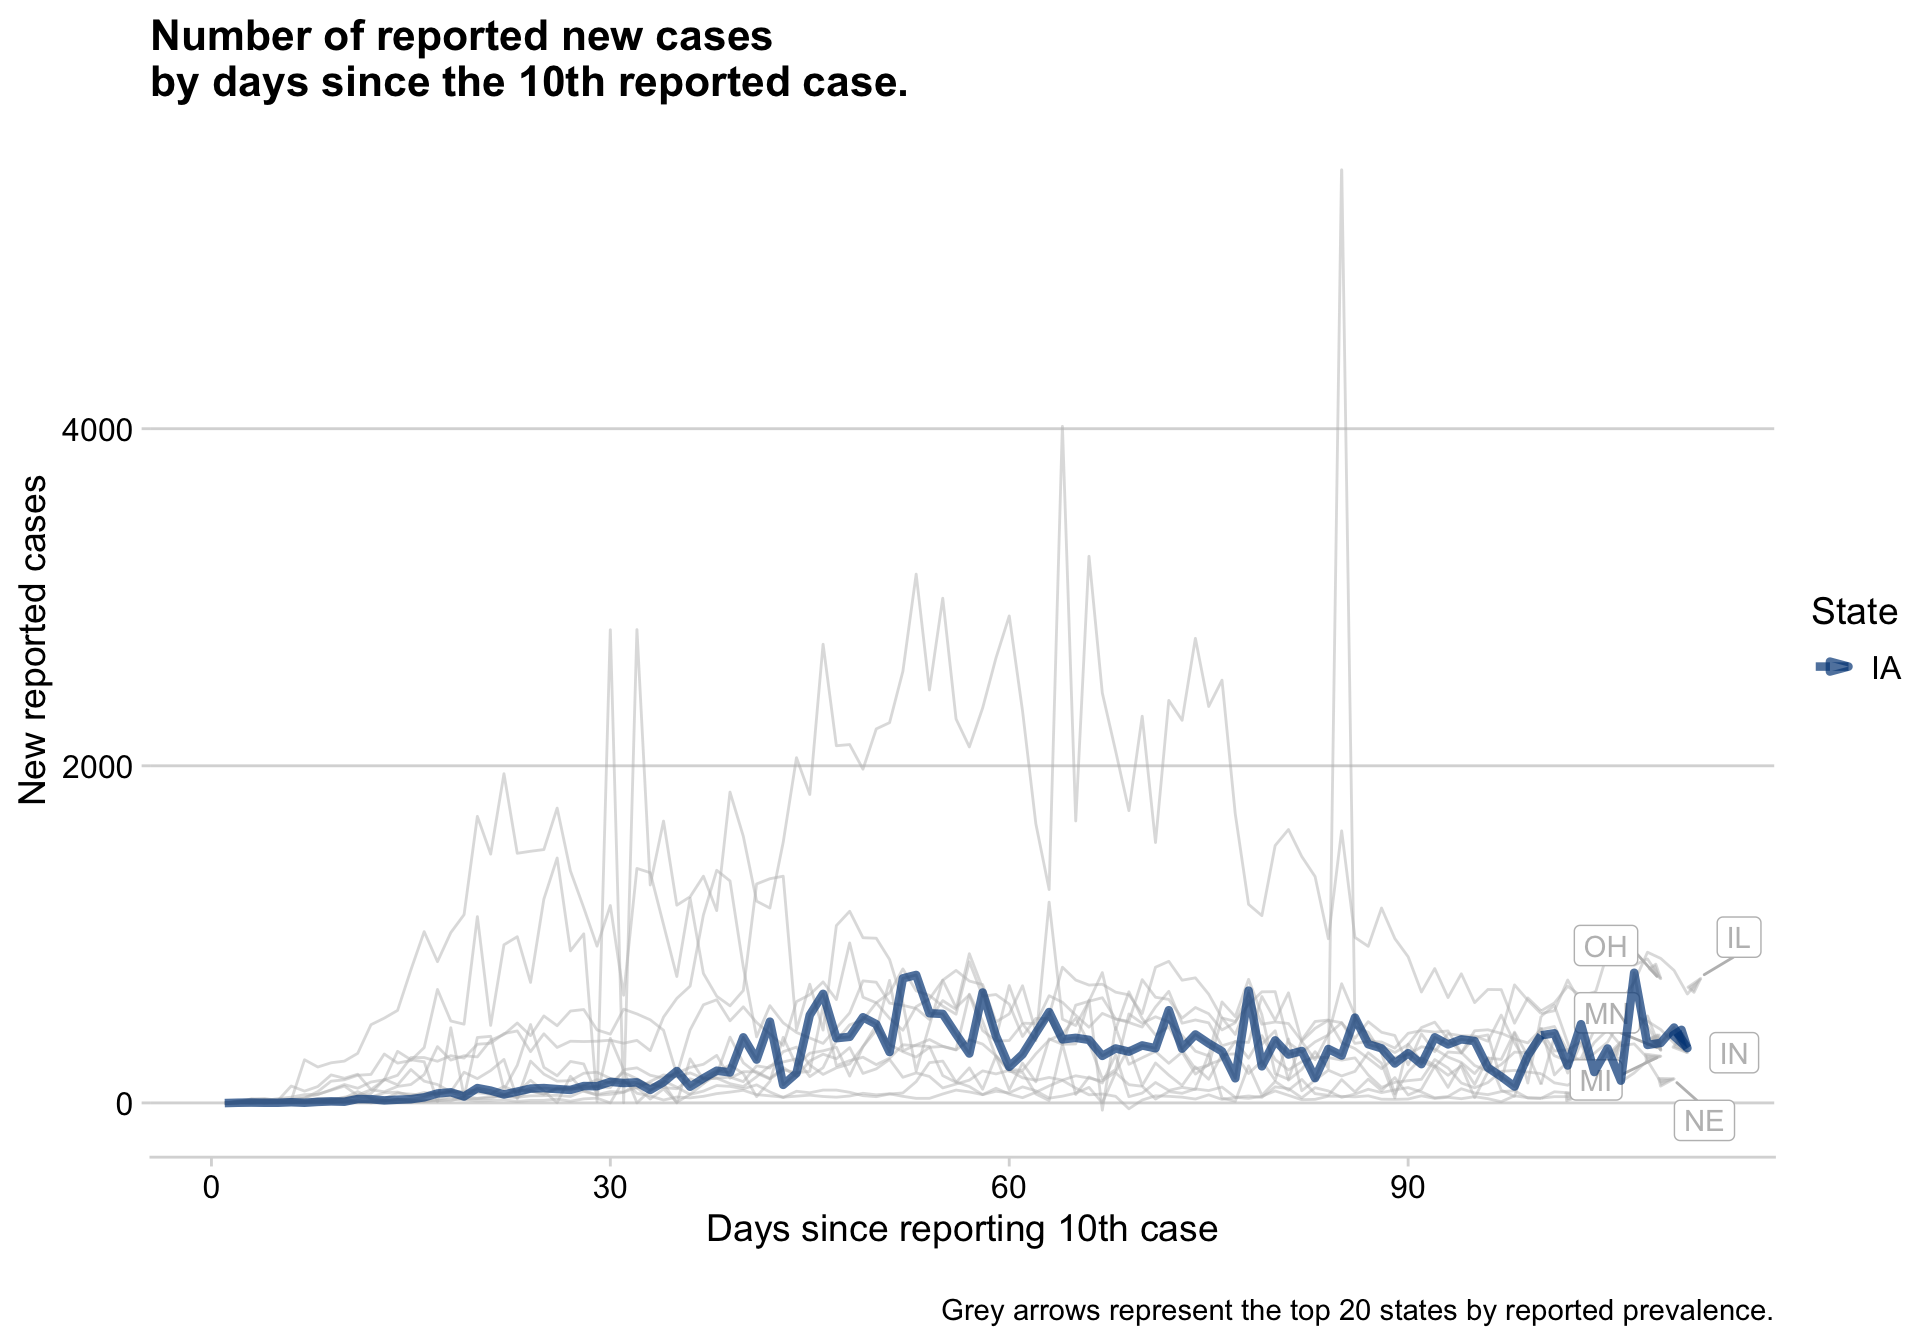 Number of reported new cases
by days since the 10th reported case.
New reported cases
4000
2000
0
OH
IL
MN
IN
MI
NE
State
IA
0
30
60
90
Days since reporting 10th case
Grey arrows represent the top 20 states by reported prevalence.